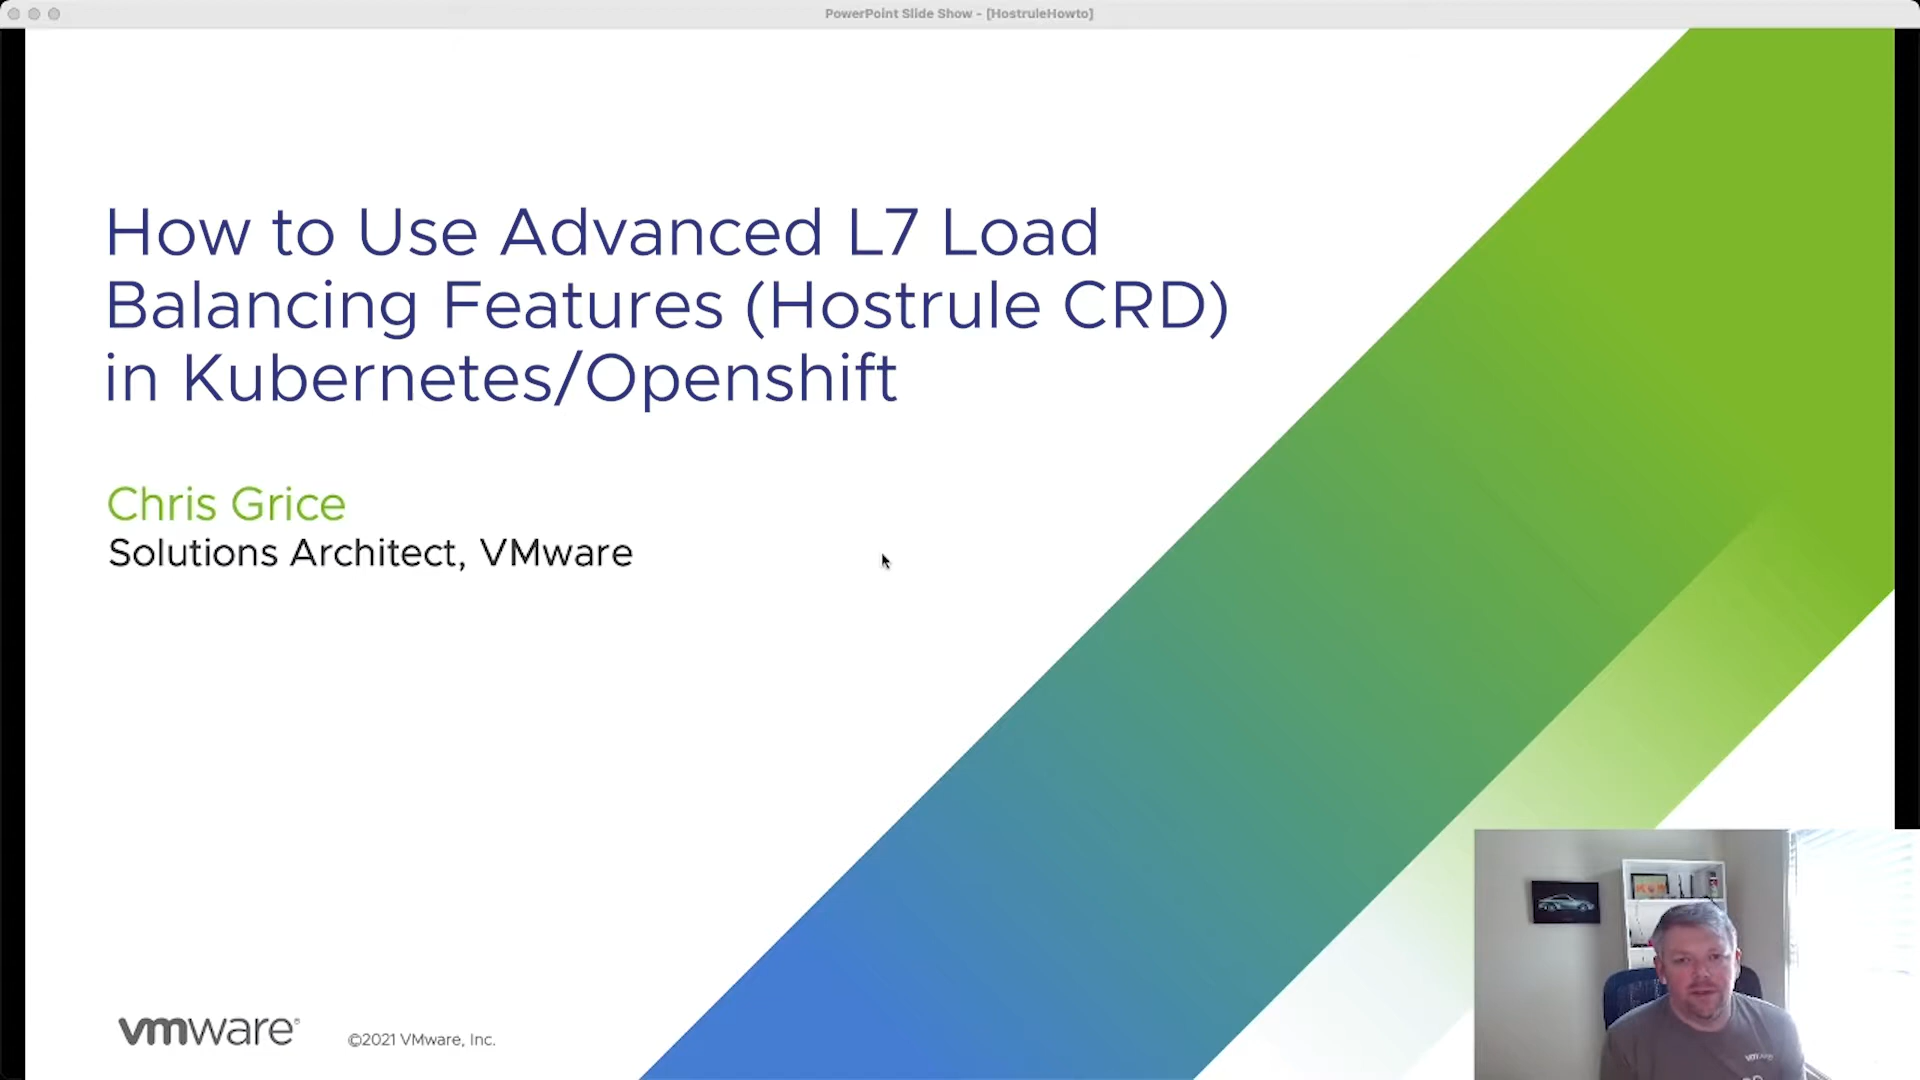 PowerPoint Slide Show - [HostruleHowto]
How to Use Advanced L7 Load
Balancing Features (Hostrule CRD)
in Kubernetes/Openshift
Chris Grice
Solutions Architect, VMware
vmware®
©2021 VMware, Inc.